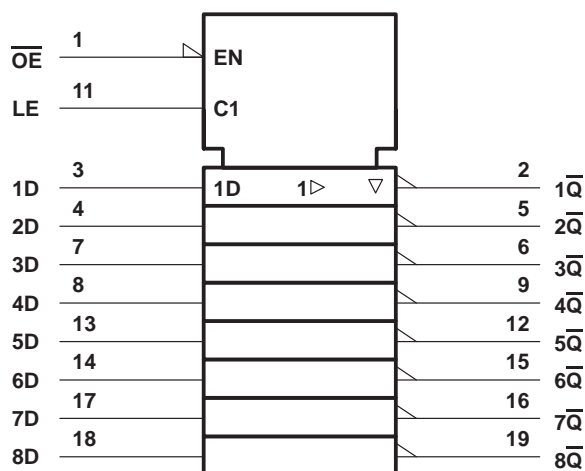 1
O̅E̅ EN
11
LE C1
3 2
1D 1D 1▷ ▽ 1Q̅
4 5
2D 2Q̅
7 6
3D 3Q̅
8 9
4D 4Q̅
13 12
5D 5Q̅
14 15
6D 6Q̅
17 16
7D 7Q̅
18 19
8D 8Q̅